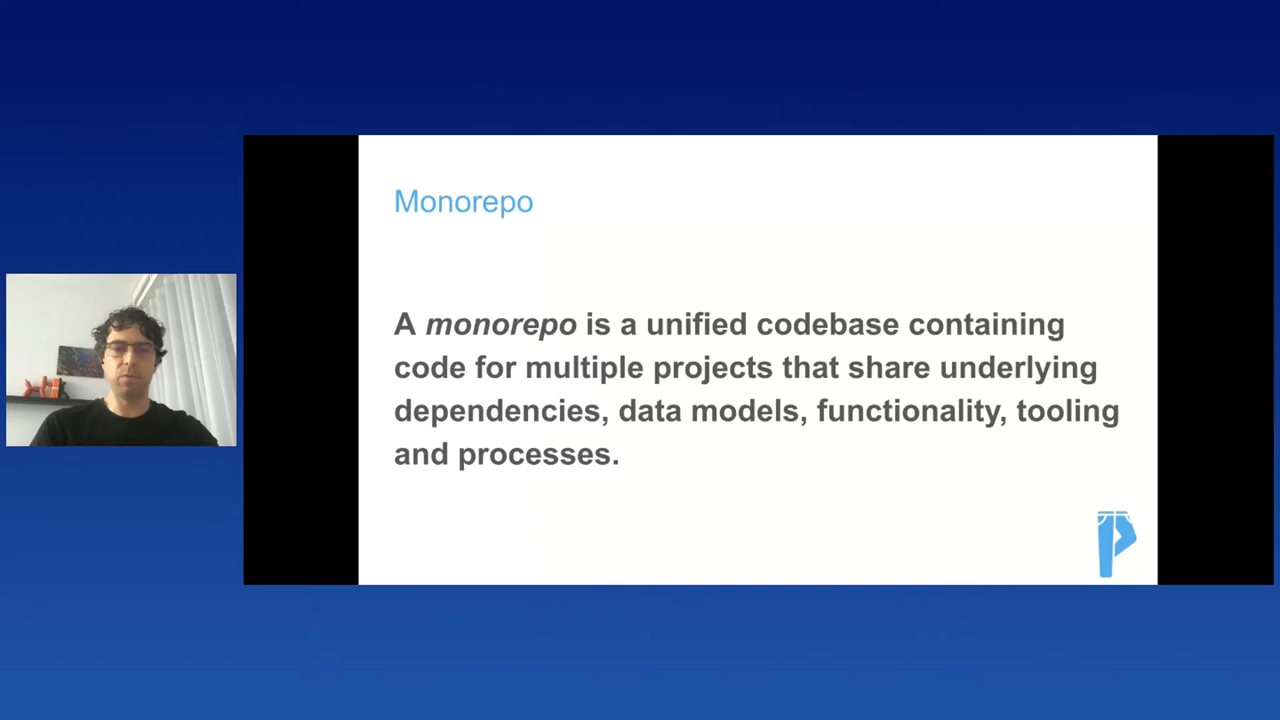 Monorepo
A monorepo is a unified codebase containing
code for multiple projects that share underlying
dependencies, data models, functionality, tooling
and processes.